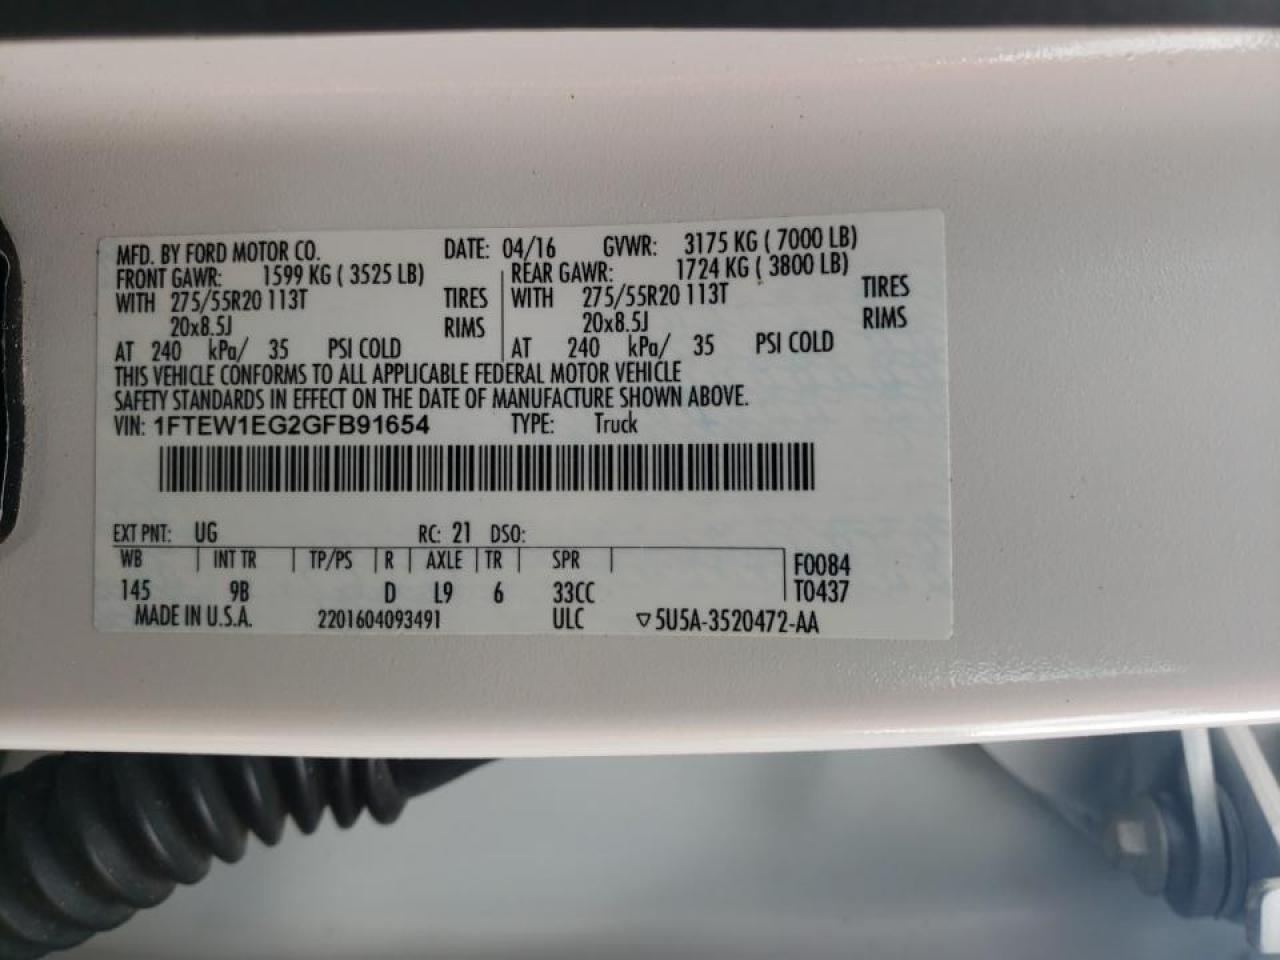 MFD. BY FORD MOTOR CO. DATE: 04/16 GVWR: 3175 KG ( 7000 LB)
FRONT GAWR: 1599 KG ( 3525 LB) REAR GAWR: 1724 KG ( 3800 LB)
WITH 275/55R20 113T TIRES WITH 275/55R20 113T TIRES
20x8.5J RIMS 20x8.5J RIMS
AT 240 kPa/ 35 PSI COLD AT 240 kPa/ 35 PSI COLD
THIS VEHICLE CONFORMS TO ALL APPLICABLE FEDERAL MOTOR VEHICLE
SAFETY STANDARDS IN EFFECT ON THE DATE OF MANUFACTURE SHOWN ABOVE.
VIN: 1FTEW1EG2GFB91654 TYPE: Truck
EXT PNT: UG RC: 21 DSO:
WB INT TR TP/PS R AXLE TR SPR F0084
145 9B D L9 6 33CC T0437
MADE IN U.S.A. 2201604093491 ULC ▽5U5A-3520472-AA